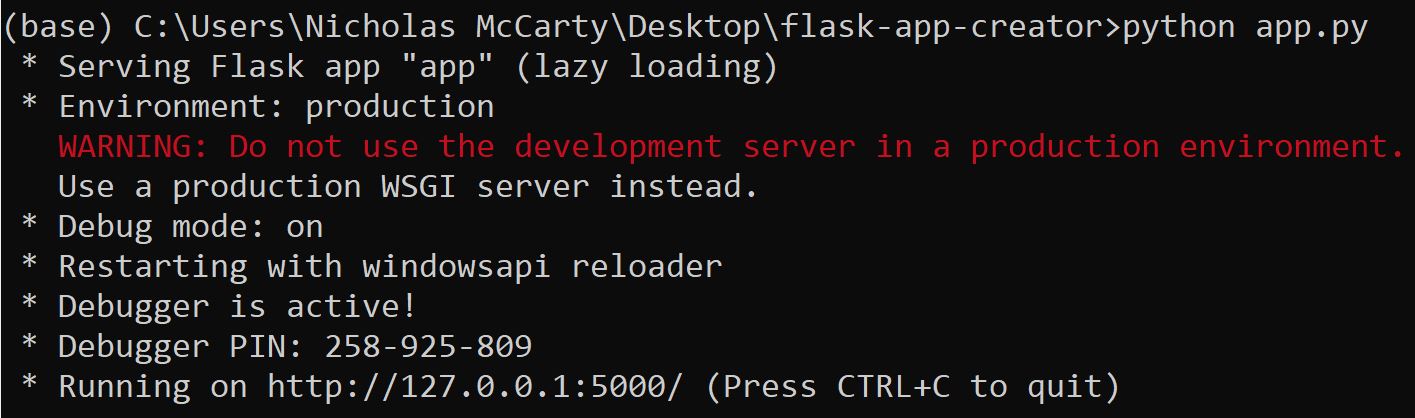 (base) C:\Users\Nicholas McCarty\Desktop\flask-app-creator>python app.py
 * Serving Flask app "app" (lazy loading)
 * Environment: production
   WARNING: Do not use the development server in a production environment.
   Use a production WSGI server instead.
 * Debug mode: on
 * Restarting with windowsapi reloader
 * Debugger is active!
 * Debugger PIN: 258-925-809
 * Running on http://127.0.0.1:5000/ (Press CTRL+C to quit)